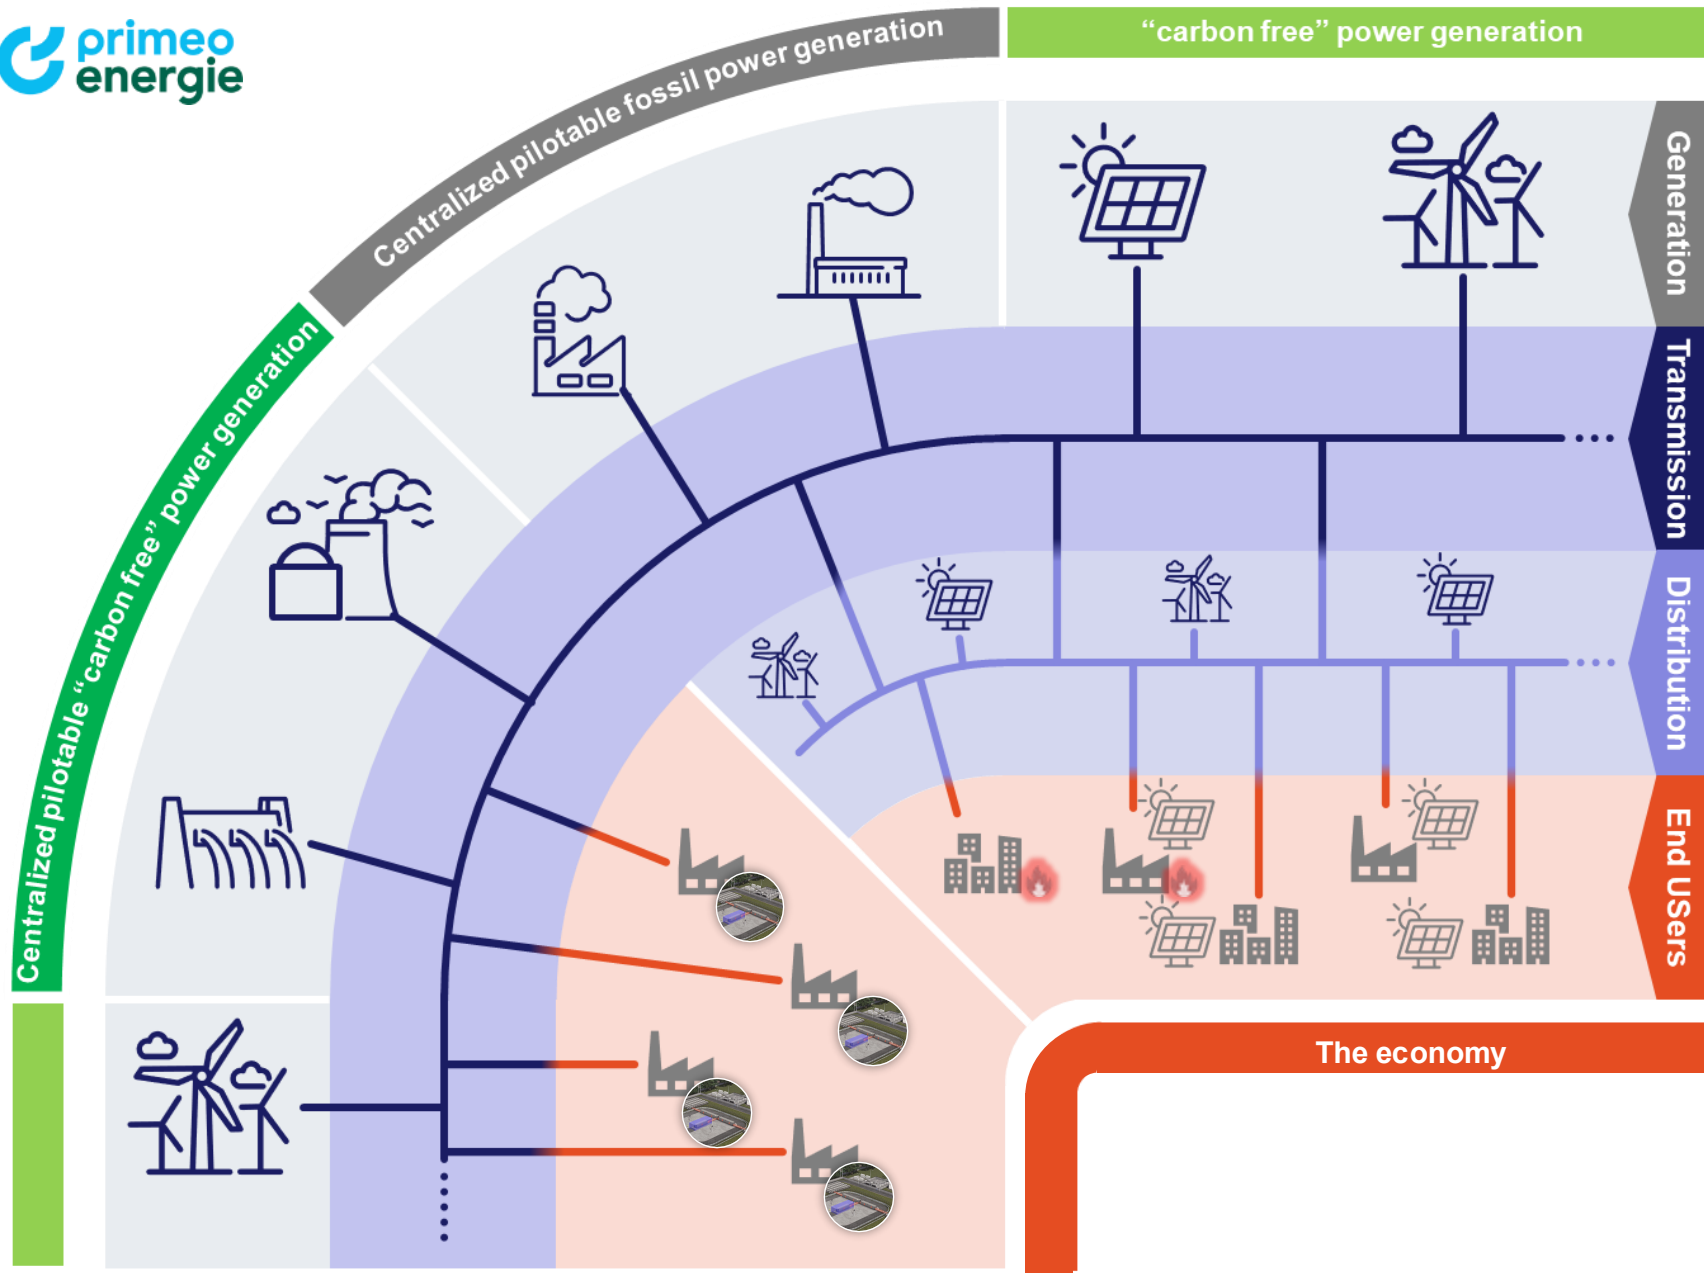 primeo
energie
Centralized pilotable fossil power generation
“carbon free” power generation
Centralized pilotable “carbon free” power generation
Generation
Transmission
Distribution
End USers
The economy